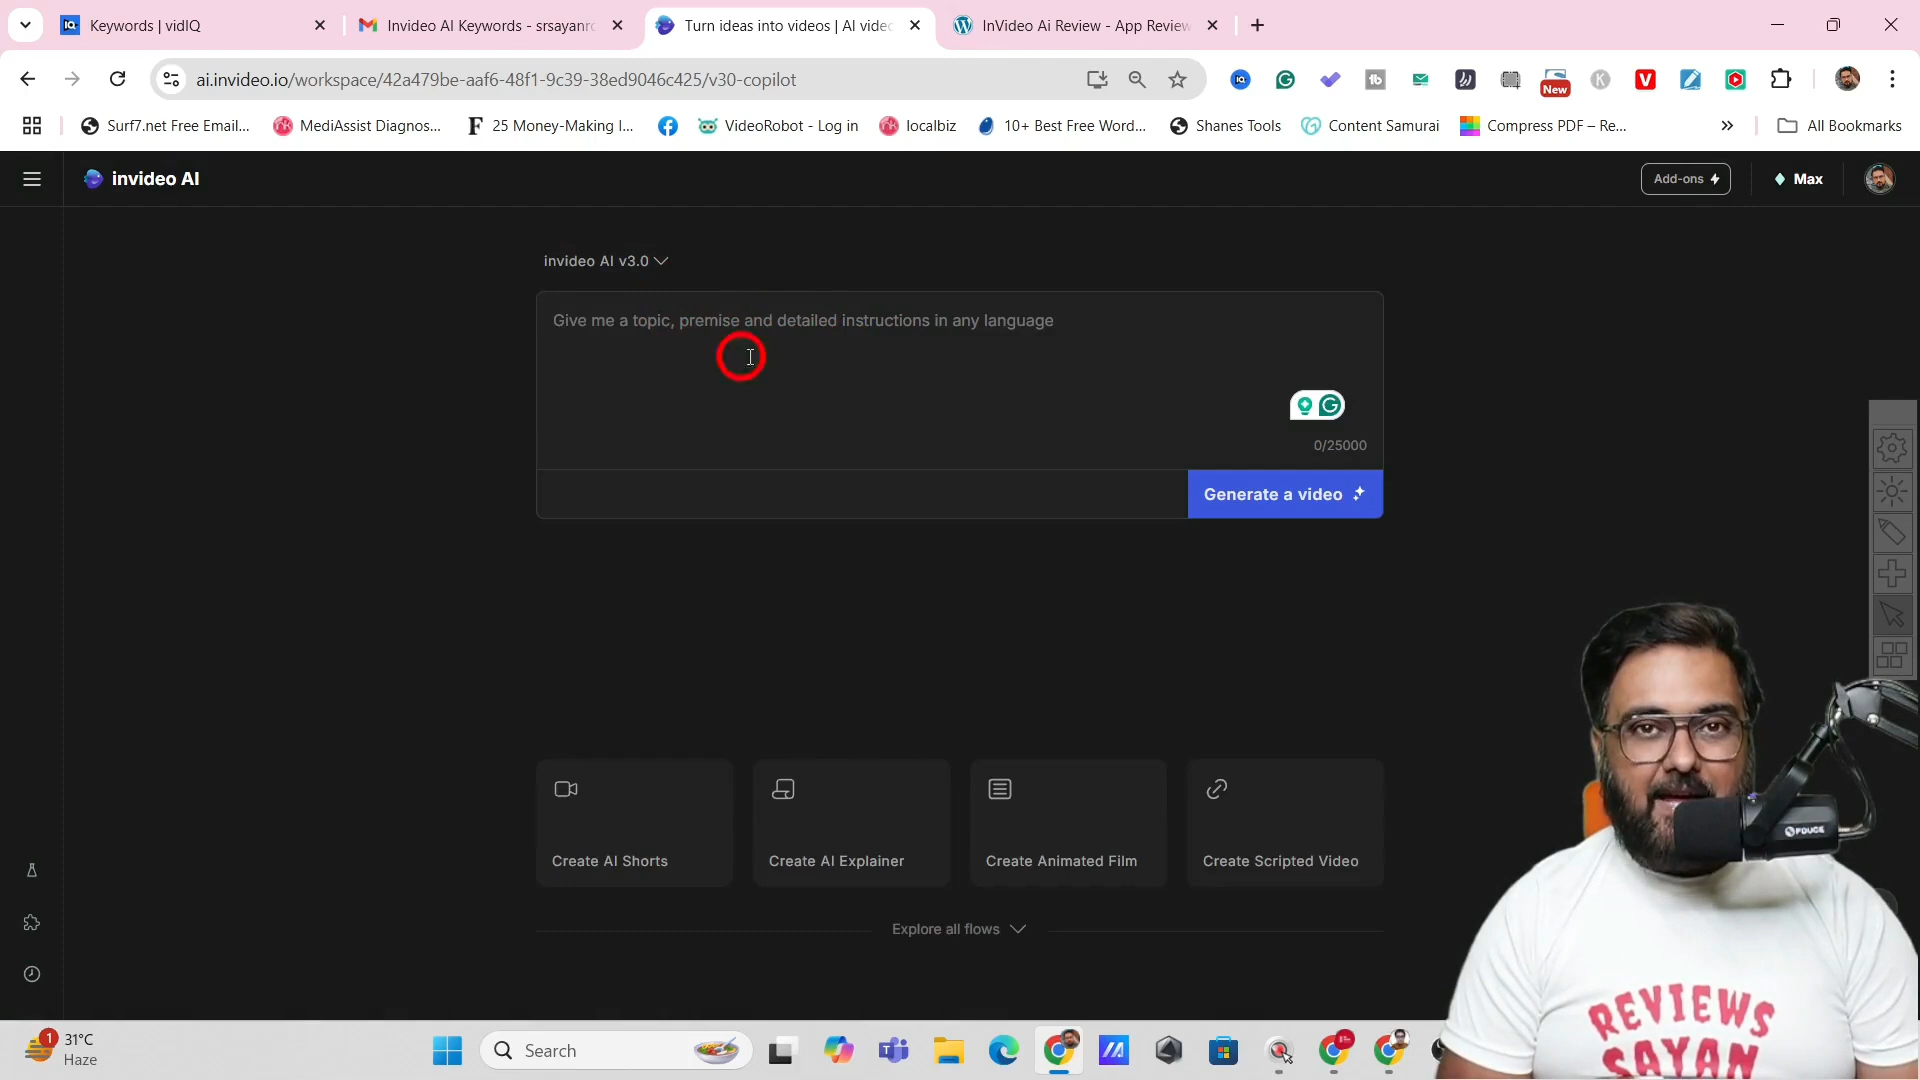 Keywords | vidIQ
Invideo AI Keywords - srsayanro
Turn ideas into videos | AI videc
InVideo Ai Review - App Review
ai.invideo.io/workspace/42a479be-aaf6-48f1-9c39-38ed9046c425/v30-copilot
New
Surf7.net Free Email...
MediAssist Diagnos...
25 Money-Making I...
VideoRobot - Log in
localbiz
10+ Best Free Word...
Shanes Tools
Content Samurai
Compress PDF – Re...
All Bookmarks
invideo AI
Add-ons
Max
invideo AI v3.0
Give me a topic, premise and detailed instructions in any language
0/25000
Generate a video
Create AI Shorts
Create AI Explainer
Create Animated Film
Create Scripted Video
Explore all flows
FDUCE
REVIEWS
SAYAN
1
31°C
Haze
Search